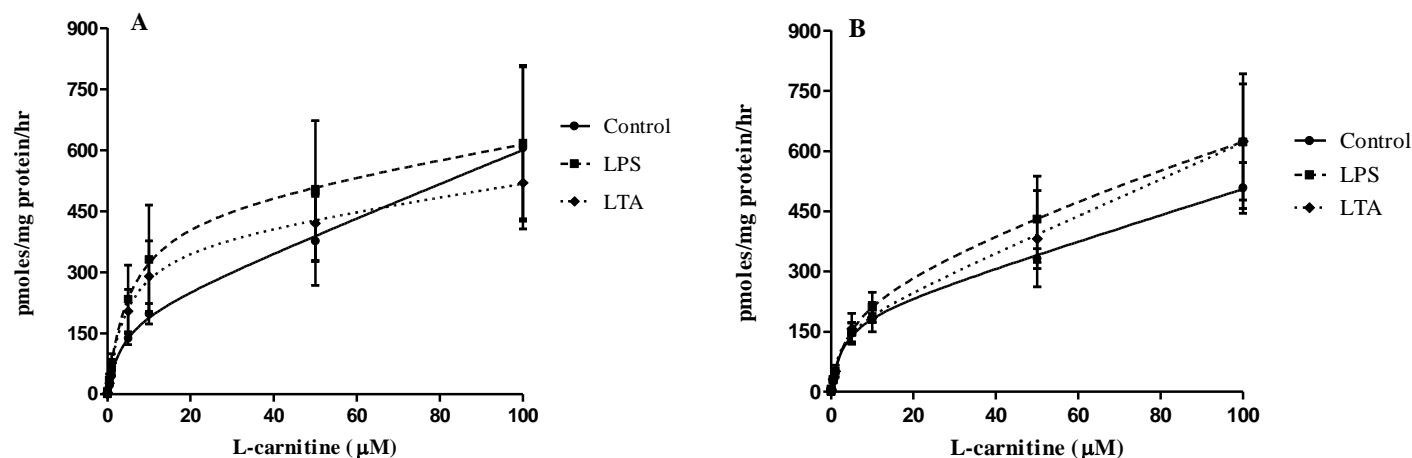 A
900
750
600
450
300
150
0
pmoles/mg protein/hr
0 20 40 60 80 100
L-carnitine (μM)
Control
LPS
LTA
B
900
750
600
450
300
150
0
pmoles/mg protein/hr
0 20 40 60 80 100
L-carnitine (μM)
Control
LPS
LTA